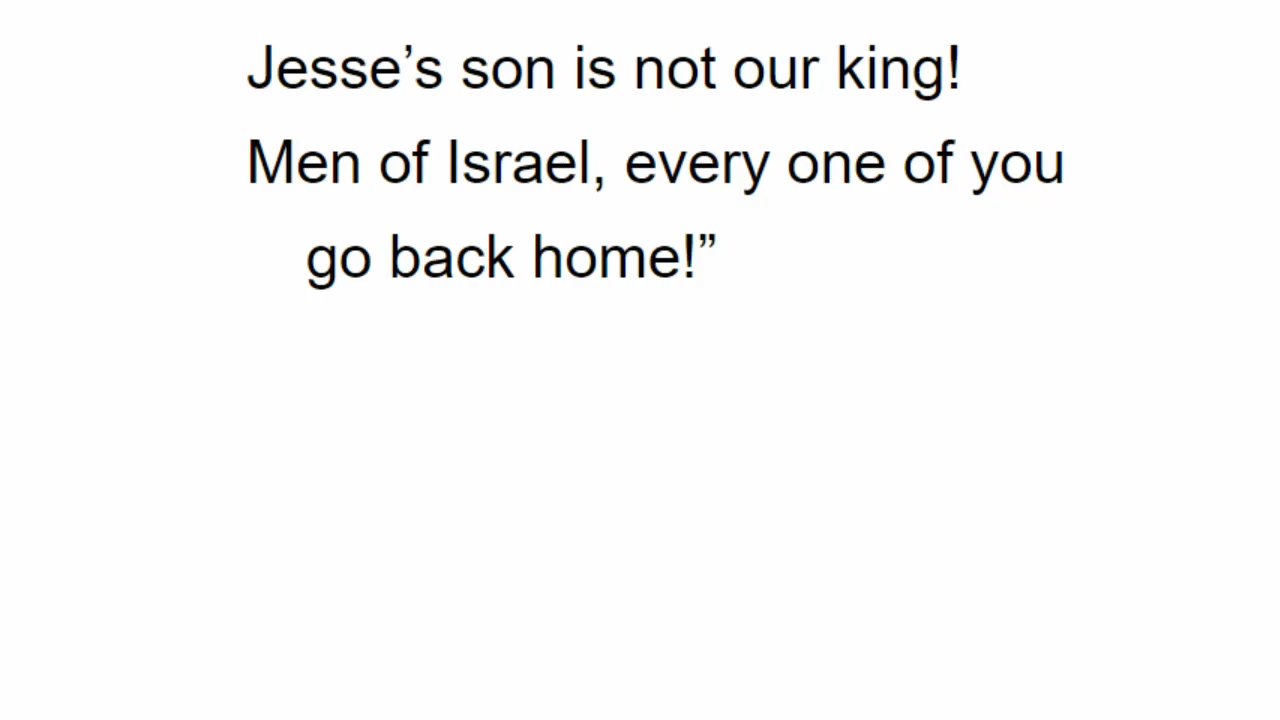 Jesse’s son is not our king!
Men of Israel, every one of you
go back home!”